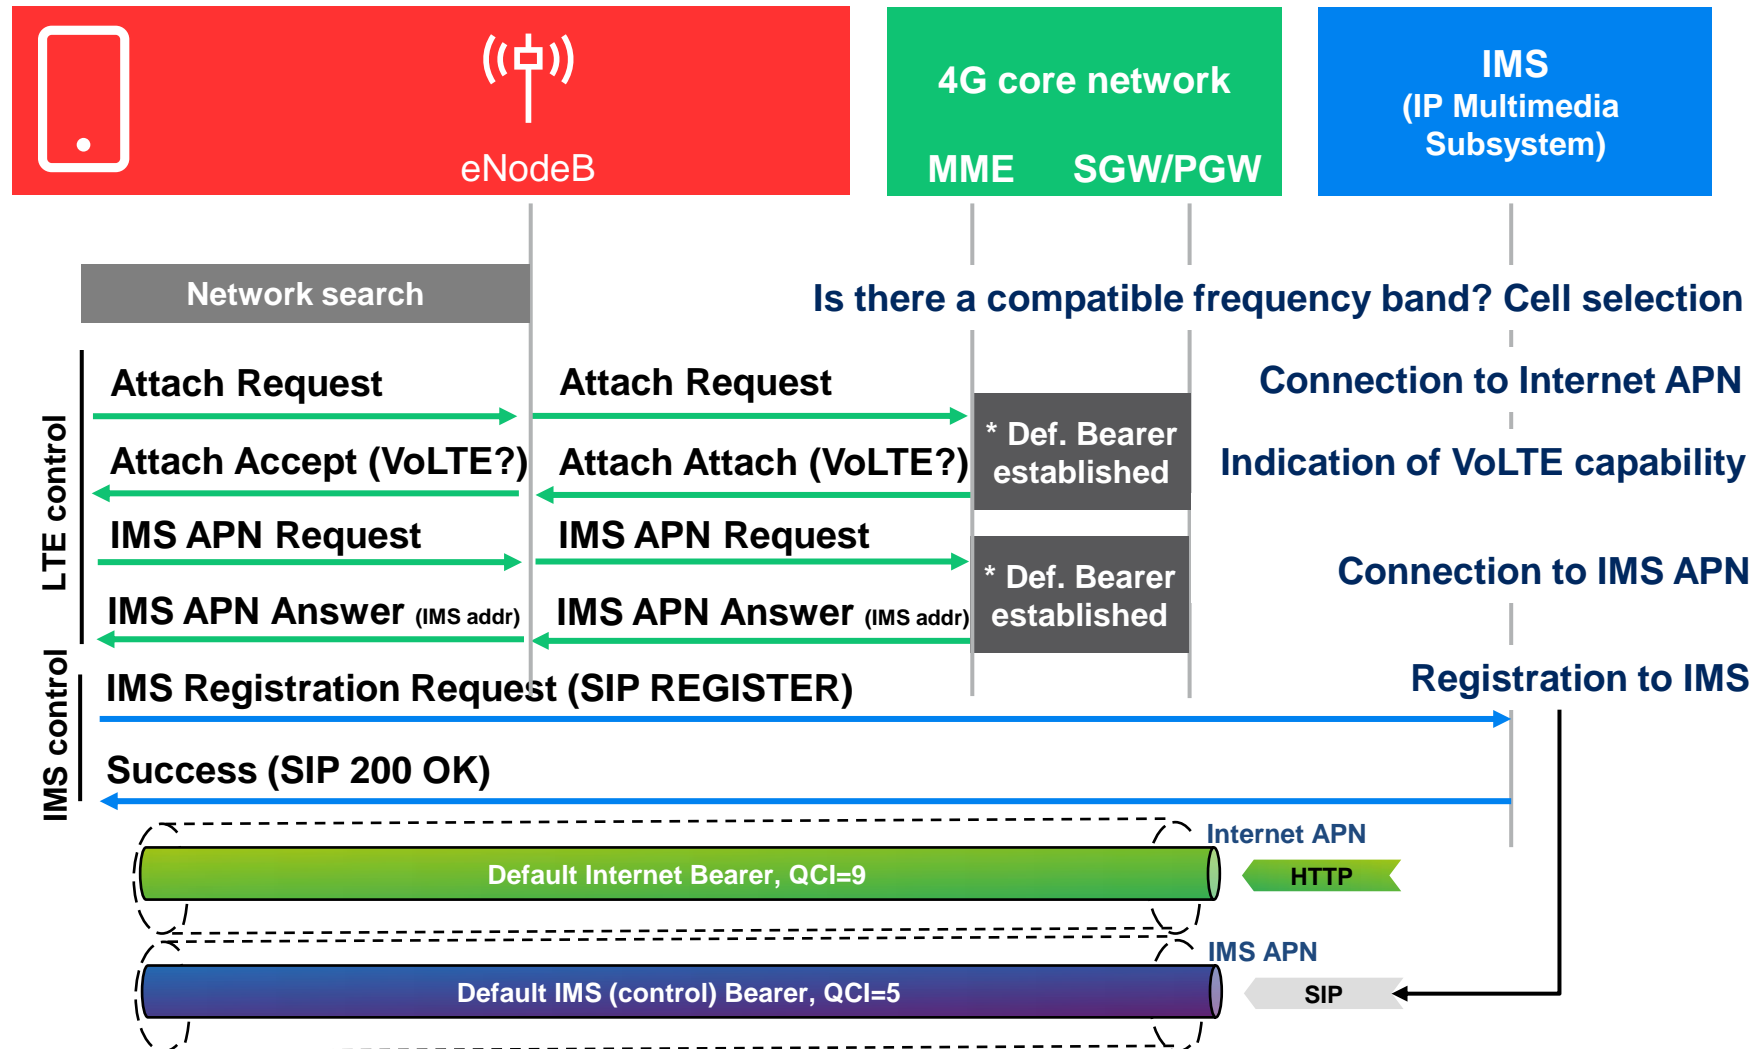 eNodeB
4G core network
MME SGW/PGW
IMS
(IP Multimedia
Subsystem)
Network search
Is there a compatible frequency band? Cell selection
LTE control
Attach Request
Attach Request
Connection to Internet APN
* Def. Bearer
established
Attach Accept (VoLTE?)
Attach Attach (VoLTE?)
Indication of VoLTE capability
IMS APN Request
IMS APN Request
* Def. Bearer
established
Connection to IMS APN
IMS APN Answer (IMS addr)
IMS APN Answer (IMS addr)
IMS control
IMS Registration Request (SIP REGISTER)
Registration to IMS
Success (SIP 200 OK)
Internet APN
Default Internet Bearer, QCI=9
HTTP
IMS APN
Default IMS (control) Bearer, QCI=5
SIP